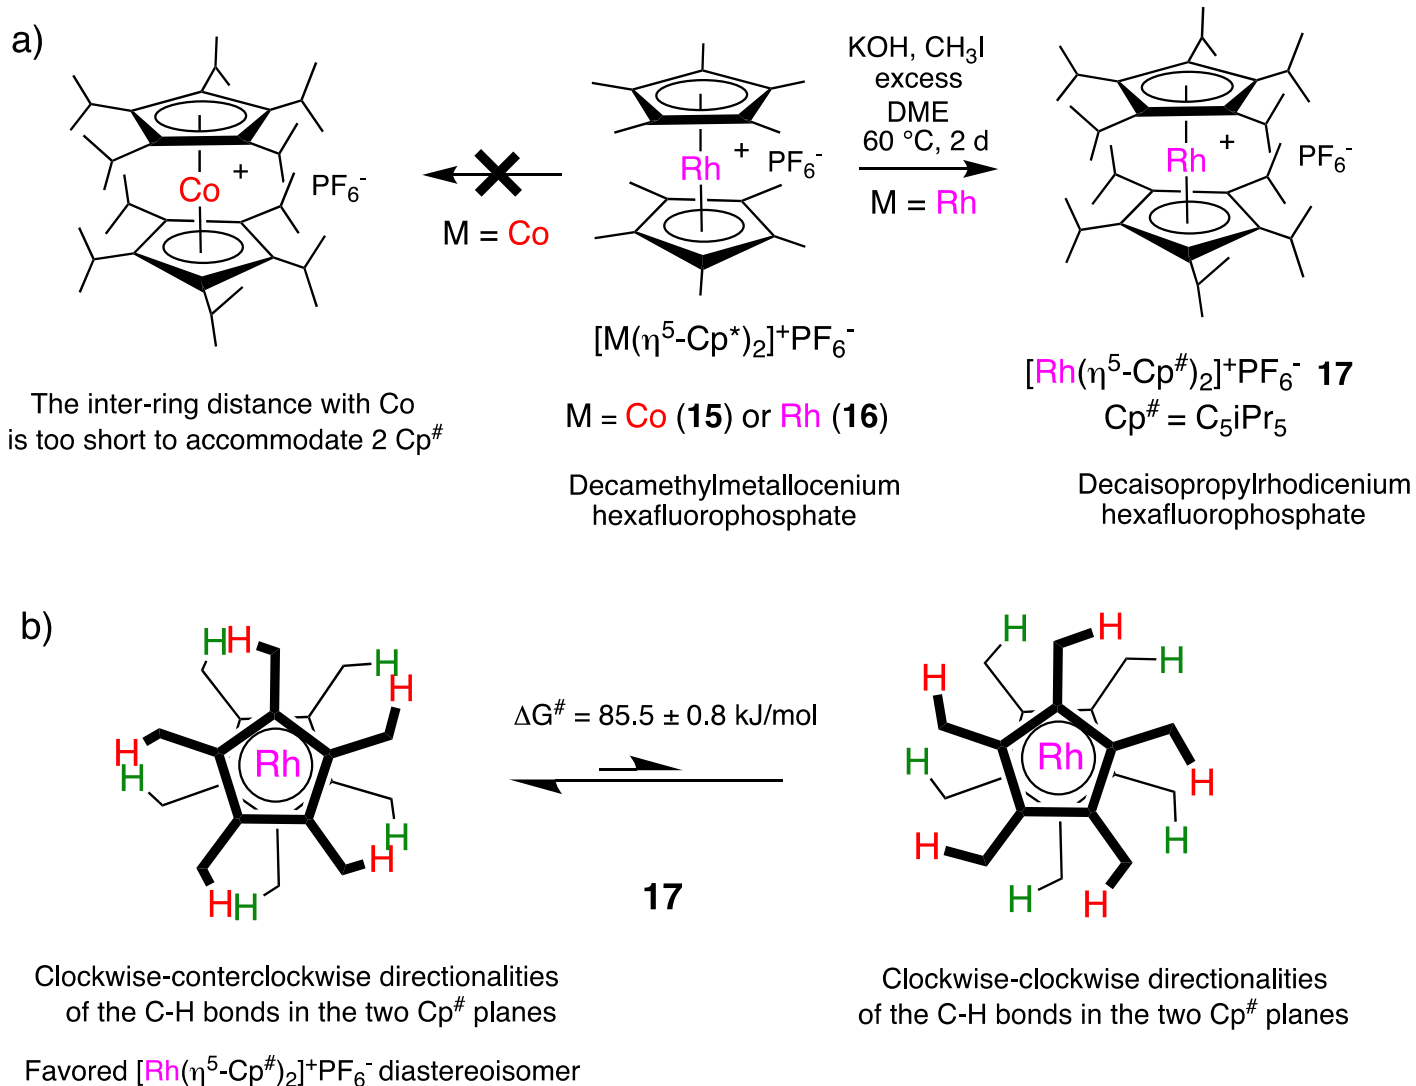 a)
Co
+
PF6-
M = Co
Rh
+
PF6-
KOH, CH3I
excess
DME
60 °C, 2 d
M = Rh
Rh
+
PF6-
The inter-ring distance with Co
is too short to accommodate 2 Cp#
[M(η5-Cp*)2]+PF6-
M = Co (15) or Rh (16)
Decamethylmetallocenium
hexafluorophosphate
[Rh(η5-Cp#)2]+PF6- 17
Cp# = C5iPr5
Decaisopropylrhodicenium
hexafluorophosphate
b)
H H
H
H
H
H
Rh
H
H
H H
ΔG# = 85.5 ± 0.8 kJ/mol
17
H H
H
H
H
H
Rh
H
H
H H
Clockwise-conterclockwise directionalities
of the C-H bonds in the two Cp# planes
Favored [Rh(η5-Cp#)2]+PF6- diastereoisomer
Clockwise-clockwise directionalities
of the C-H bonds in the two Cp# planes